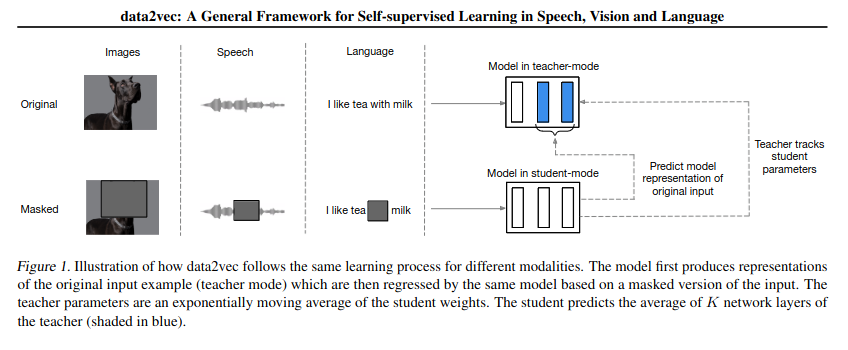 data2vec: A General Framework for Self-supervised Learning in Speech, Vision and Language
Images
Speech
Language
Model in teacher-mode
Original
I like tea with milk
Teacher tracks
student
parameters
Predict model
representation of
original input
Model in student-mode
Masked
I like tea
milk
Figure 1. Illustration of how data2vec follows the same learning process for different modalities. The model first produces representations
of the original input example (teacher mode) which are then regressed by the same model based on a masked version of the input. The
teacher parameters are an exponentially moving average of the student weights. The student predicts the average of K network layers of
the teacher (shaded in blue).